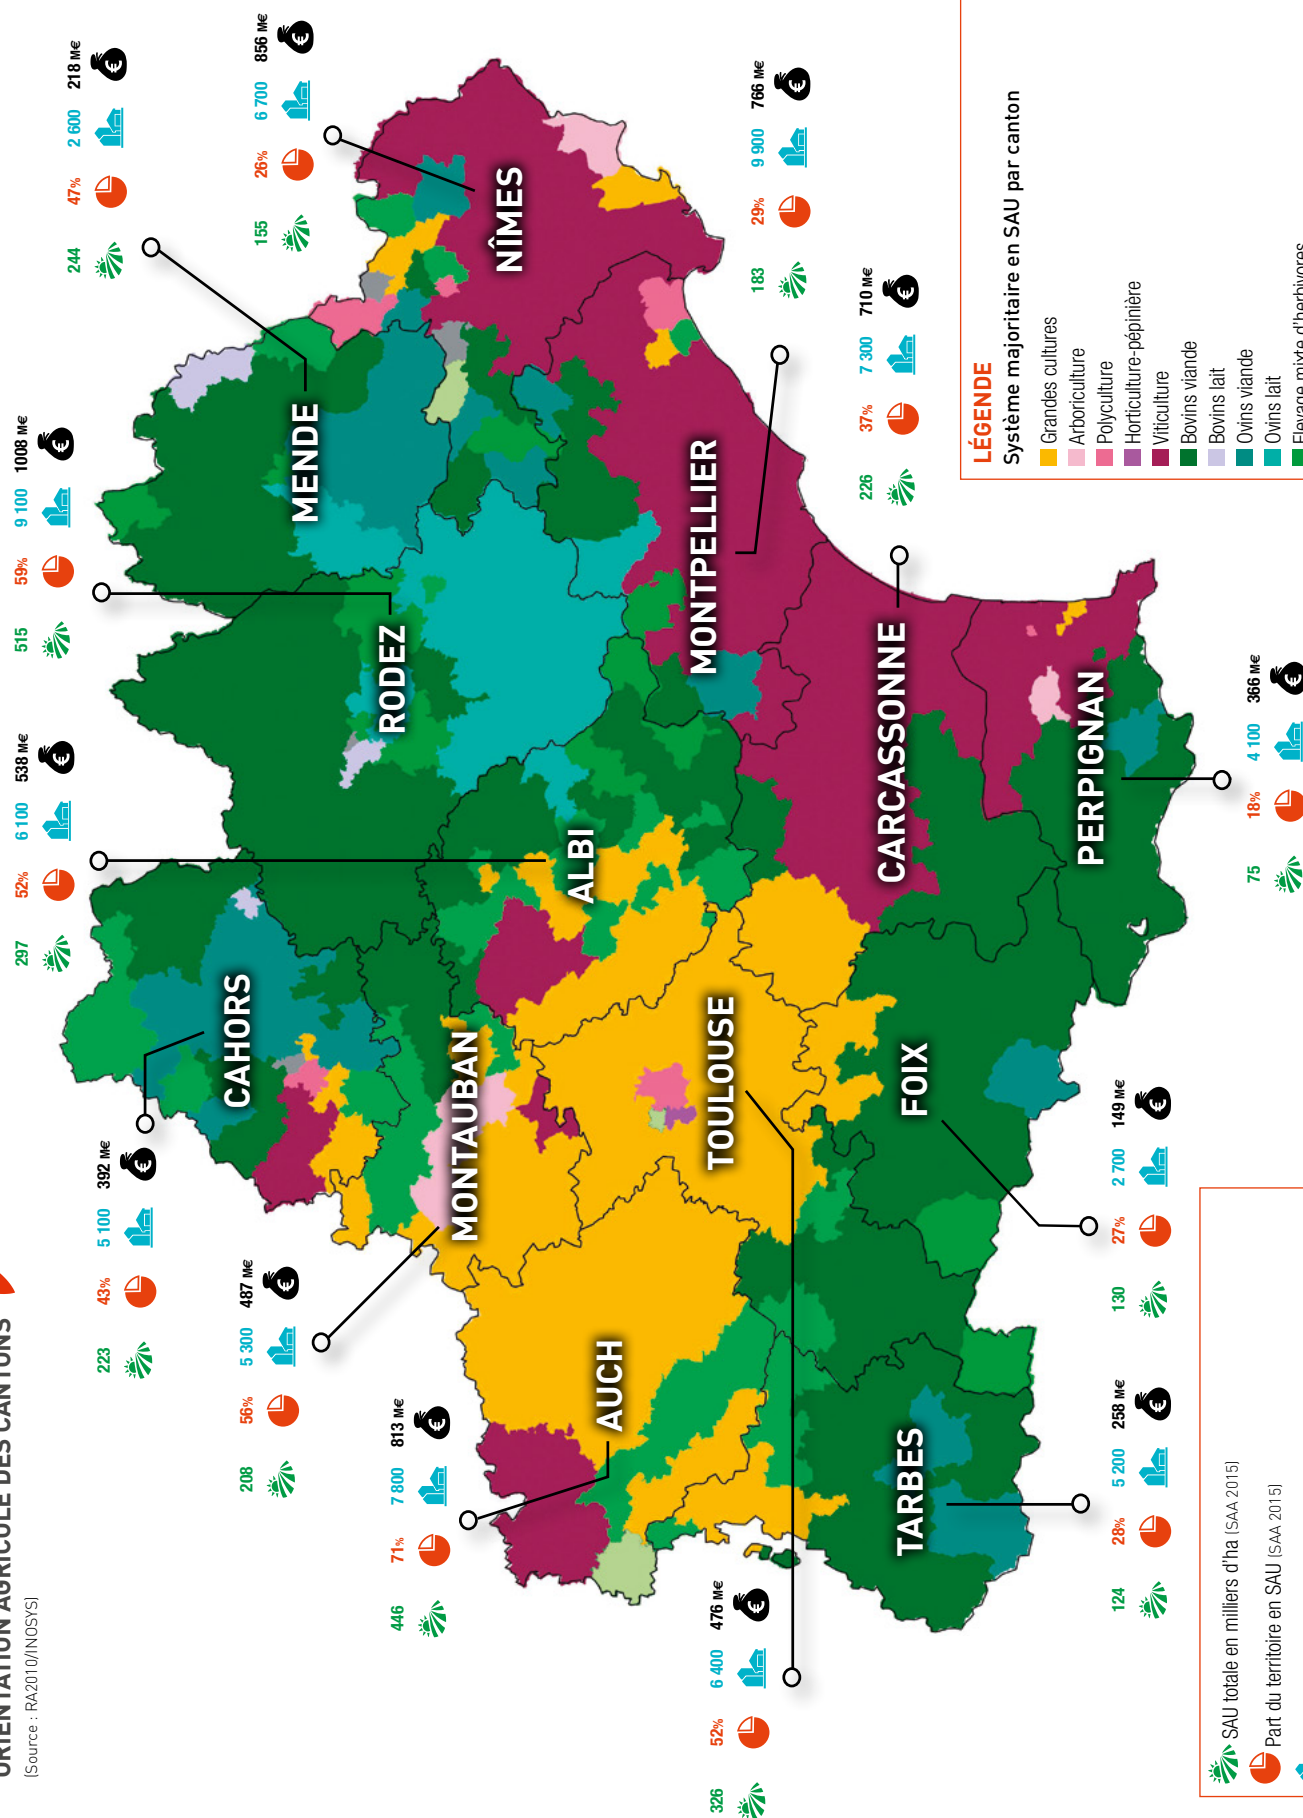 ORIENTATION AGRICOLE DES CANTONS
(Source : RA2010/INOSYS)
297 52% 6 100 538 M€
515 59% 9 100 1008 M€
244 47% 2 600 218 M€
223 43% 5 100 392 M€
155 26% 6 700 856 M€
208 56% 5 300 487 M€
446 71% 7 800 813 M€
326 52% 6 400 476 M€
183 29% 9 900 766 M€
226 37% 7 300 710 M€
124 28% 5 200 258 M€
130 27% 2 700 149 M€
75 18% 4 100 366 M€
CAHORS
MENDE
RODEZ
MONTAUBAN
NÎMES
ALBI
AUCH
TOULOUSE
MONTPELLIER
CARCASSONNE
TARBES
FOIX
PERPIGNAN
LÉGENDE
Système majoritaire en SAU par canton
Grandes cultures
Arboriculture
Polyculture
Horticulture-pépinière
Viticulture
Bovins viande
Bovins lait
Ovins viande
Ovins lait
Elevage mixte d'herbivores
SAU totale en milliers d'ha (SAA 2015)
Part du territoire en SAU (SAA 2015)